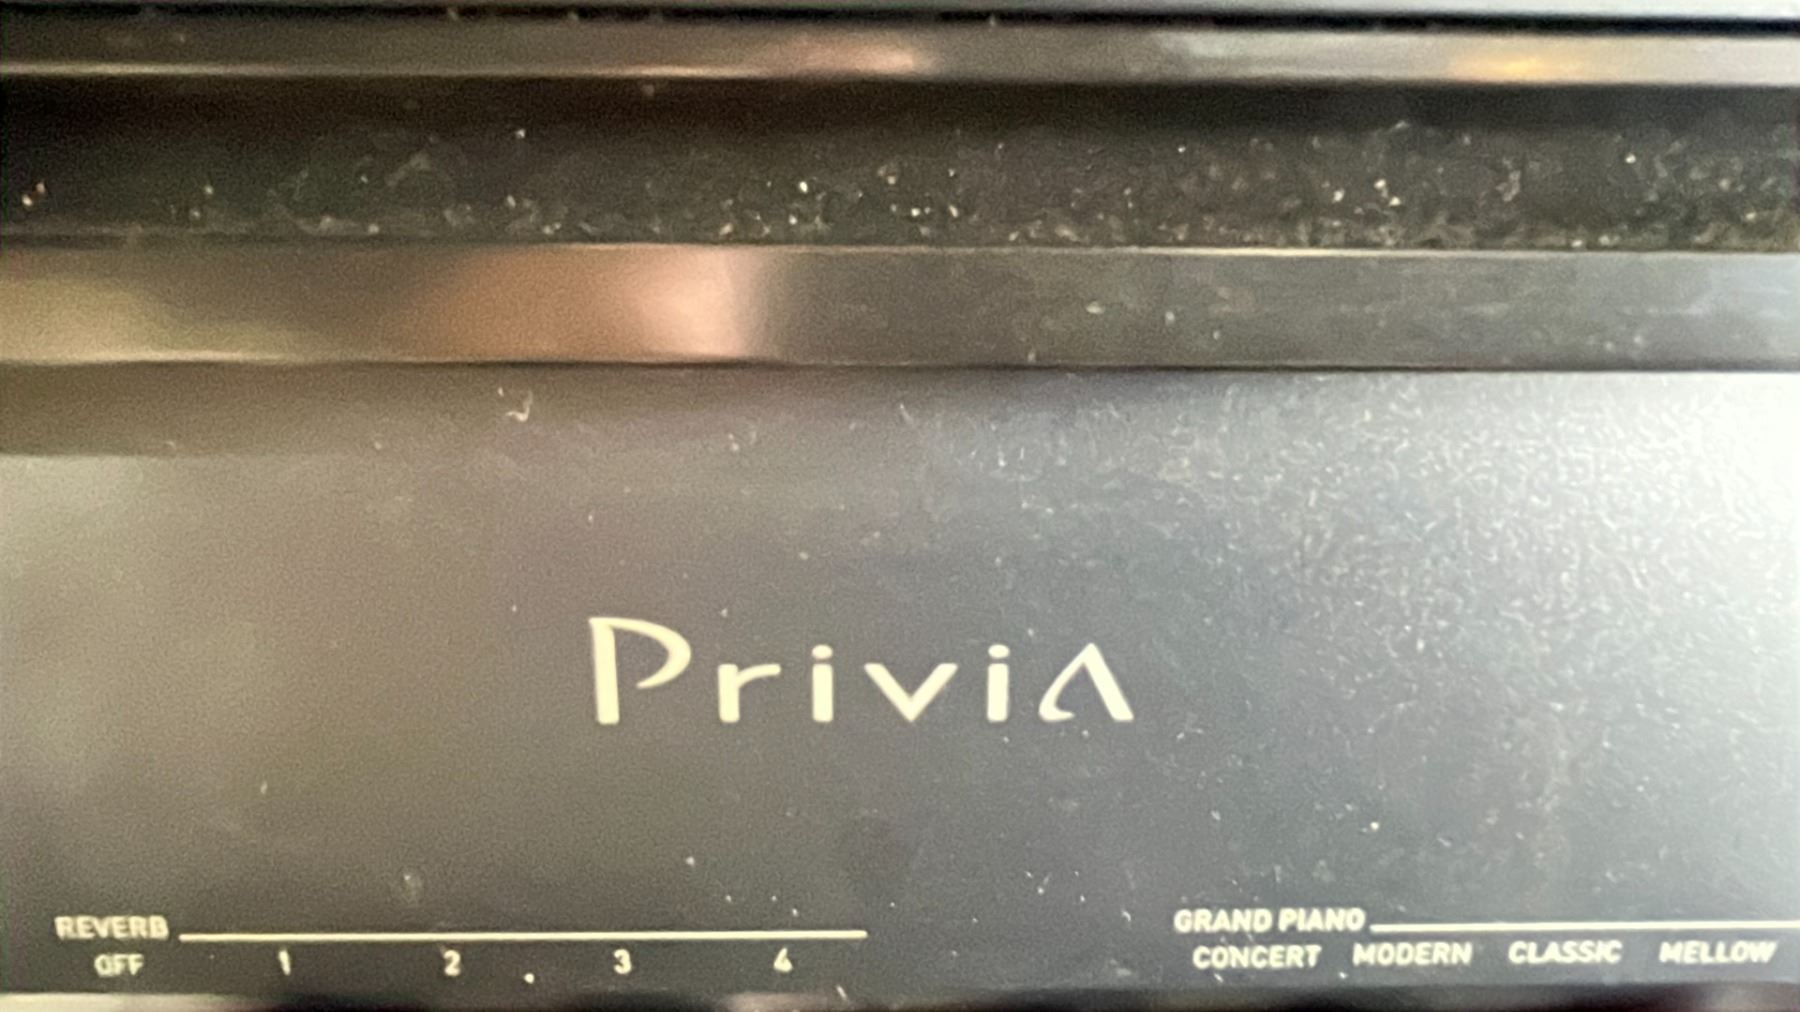 Privia
REVERB
OFF 1 2 3 4
GRAND PIANO
CONCERT MODERN CLASSIC MELLOW